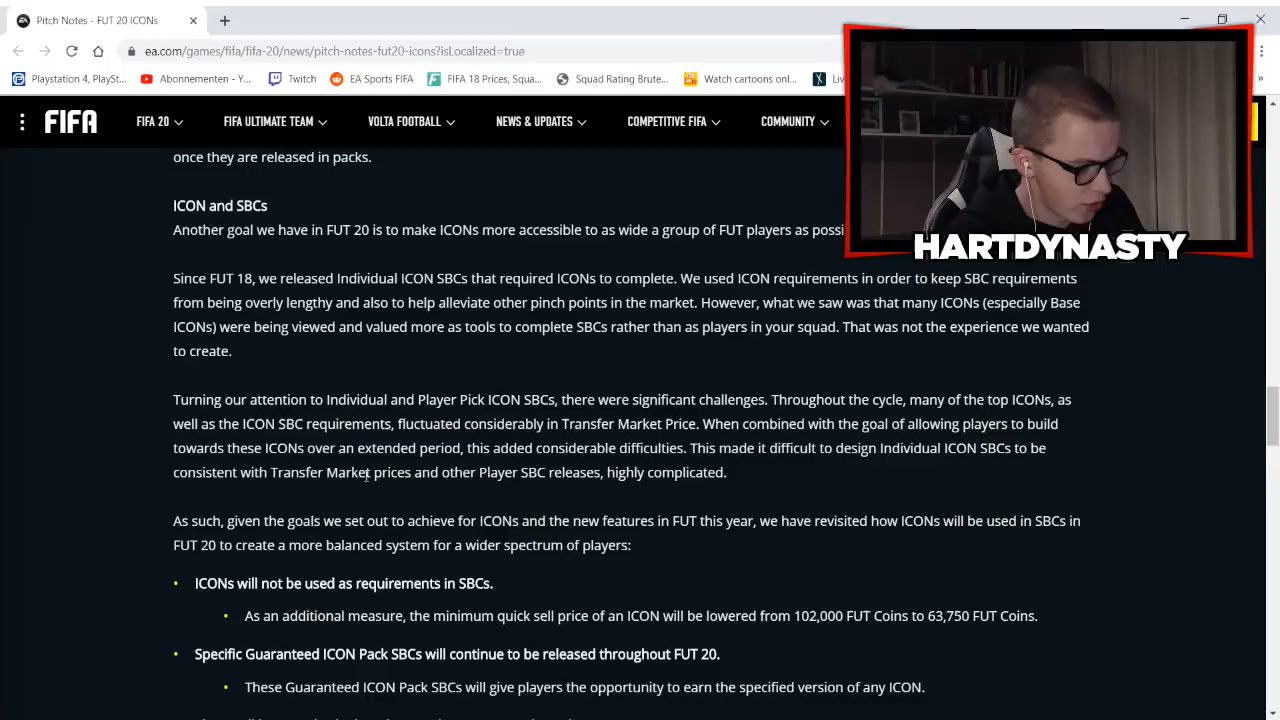 Pitch Notes - FUT 20 ICONs
ea.com/games/fifa/fifa-20/news/pitch-notes-fut20-icons?isLocalized=true
Playstation 4, PlaySt... Abonnementen - Y... Twitch EA Sports FIFA FIFA 18 Prices, Squa... Squad Rating Brute... Watch cartoons onl... Liv
FIFA FIFA 20 FIFA ULTIMATE TEAM VOLTA FOOTBALL NEWS & UPDATES COMPETITIVE FIFA COMMUNITY
HARTDYNASTY
once they are released in packs.
ICON and SBCs
Another goal we have in FUT 20 is to make ICONs more accessible to as wide a group of FUT players as possi
Since FUT 18, we released Individual ICON SBCs that required ICONs to complete. We used ICON requirements in order to keep SBC requirements
from being overly lengthy and also to help alleviate other pinch points in the market. However, what we saw was that many ICONs (especially Base
ICONs) were being viewed and valued more as tools to complete SBCs rather than as players in your squad. That was not the experience we wanted
to create.
Turning our attention to Individual and Player Pick ICON SBCs, there were significant challenges. Throughout the cycle, many of the top ICONs, as
well as the ICON SBC requirements, fluctuated considerably in Transfer Market Price. When combined with the goal of allowing players to build
towards these ICONs over an extended period, this added considerable difficulties. This made it difficult to design Individual ICON SBCs to be
consistent with Transfer Market prices and other Player SBC releases, highly complicated.
As such, given the goals we set out to achieve for ICONs and the new features in FUT this year, we have revisited how ICONs will be used in SBCs in
FUT 20 to create a more balanced system for a wider spectrum of players:
• ICONs will not be used as requirements in SBCs.
• As an additional measure, the minimum quick sell price of an ICON will be lowered from 102,000 FUT Coins to 63,750 FUT Coins.
• Specific Guaranteed ICON Pack SBCs will continue to be released throughout FUT 20.
• These Guaranteed ICON Pack SBCs will give players the opportunity to earn the specified version of any ICON.